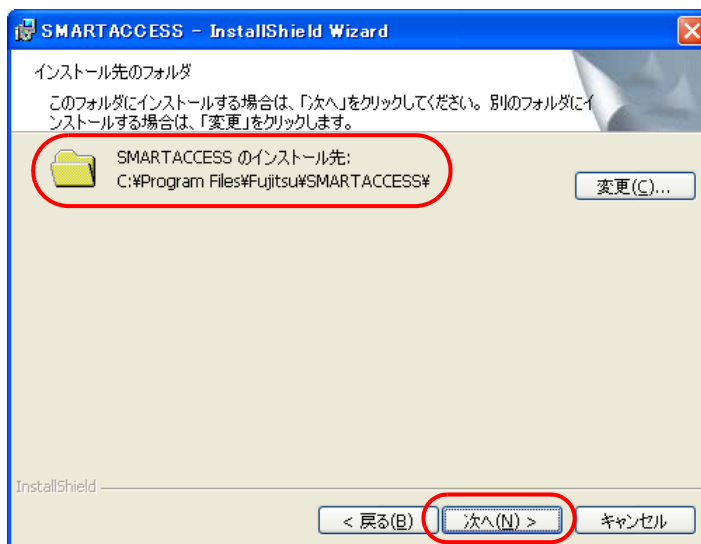 SMARTACCESS - InstallShield Wizard
インストール先のフォルダ
このフォルダにインストールする場合は、「次へ」をクリックしてください。別のフォルダにイ
ンストールする場合は、「変更」をクリックします。
SMARTACCESS のインストール先:
C:¥Program Files¥Fujitsu¥SMARTACCESS¥
変更(C)...
InstallShield
< 戻る(B)
次へ(N) >
キャンセル